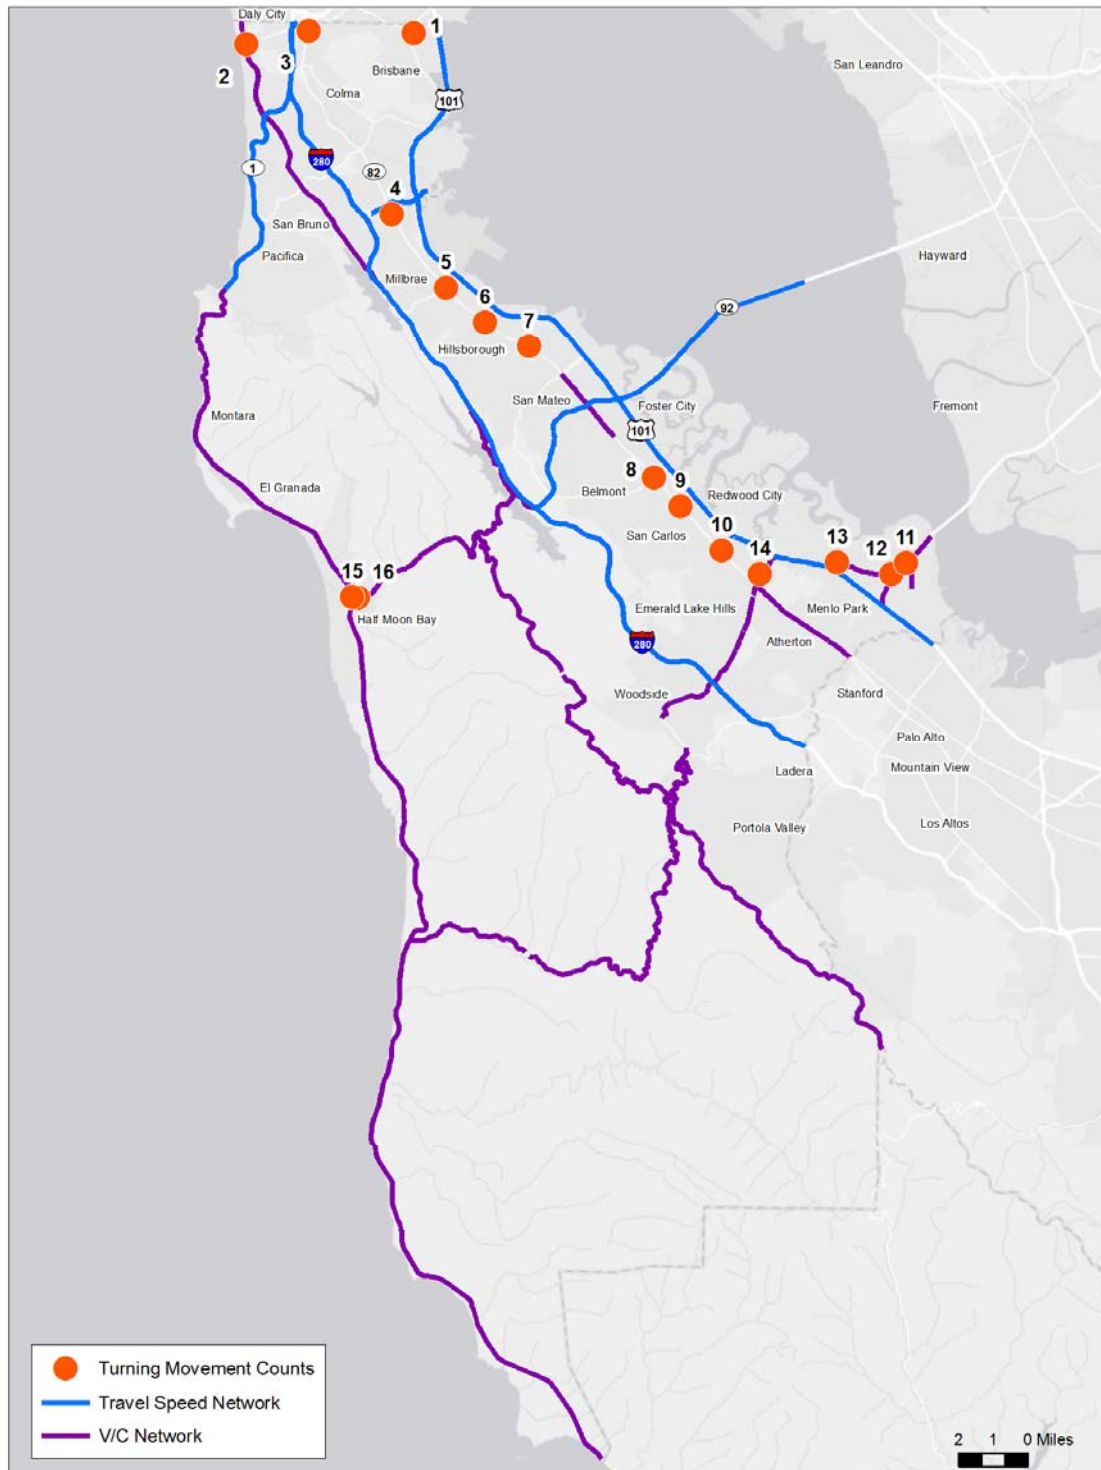 Daly City
1
2
3
Brisbane
Colma
101
San Leandro
280
1
82
4
San Bruno
Pacifica
Hayward
5
Millbrae
6
92
7
Hillsborough
San Mateo
Foster City
Fremont
Montara
101
8
9
El Granada
Belmont
Redwood City
San Carlos
10
13
12
11
14
15
16
Half Moon Bay
Emerald Lake Hills
Menlo Park
280
Atherton
Woodside
Stanford
Palo Alto
Ladera
Mountain View
Portola Valley
Los Altos
Turning Movement Counts
Travel Speed Network
V/C Network
2 1 0 Miles